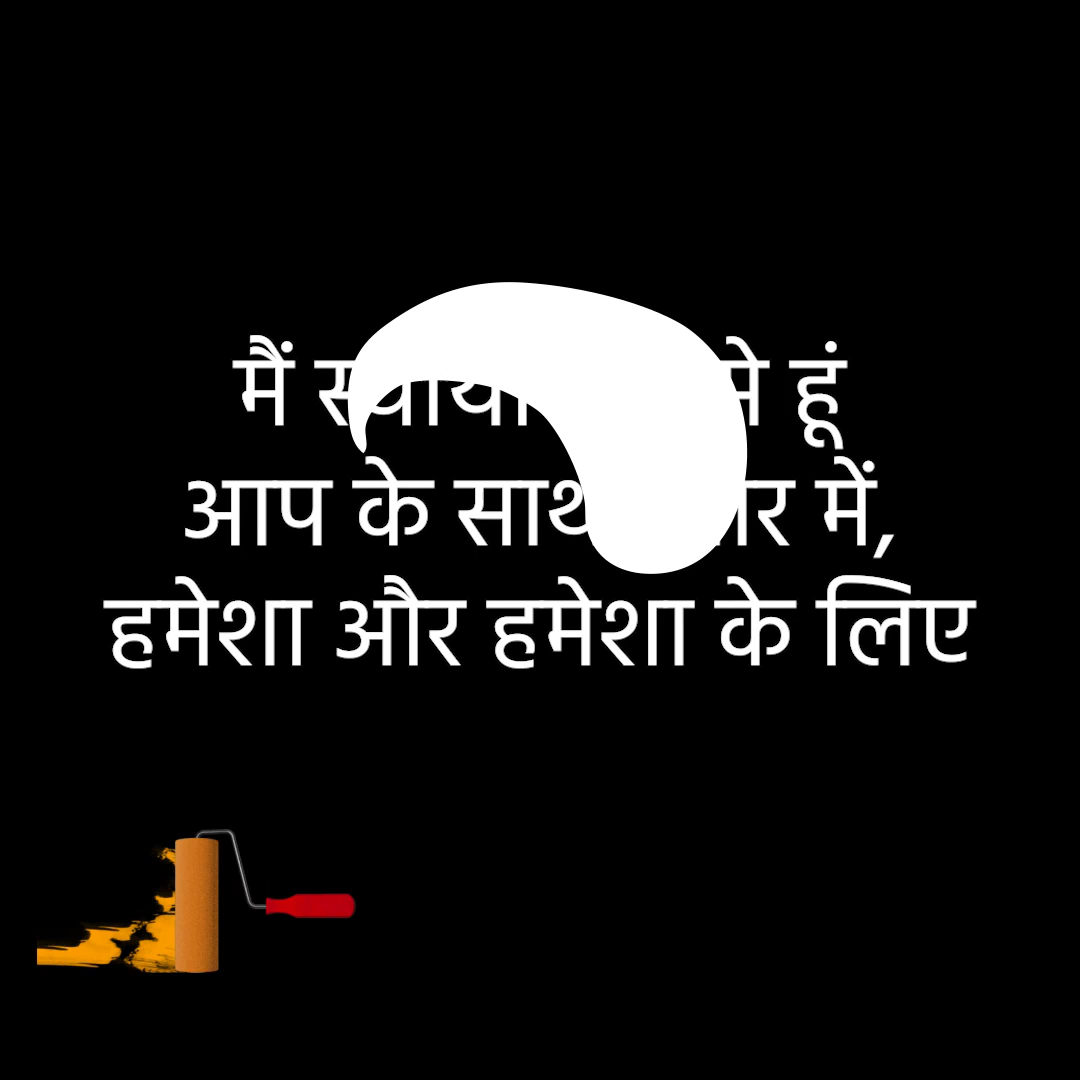 मैं हूं
आप के साथ में,
हमेशा और हमेशा के लिए